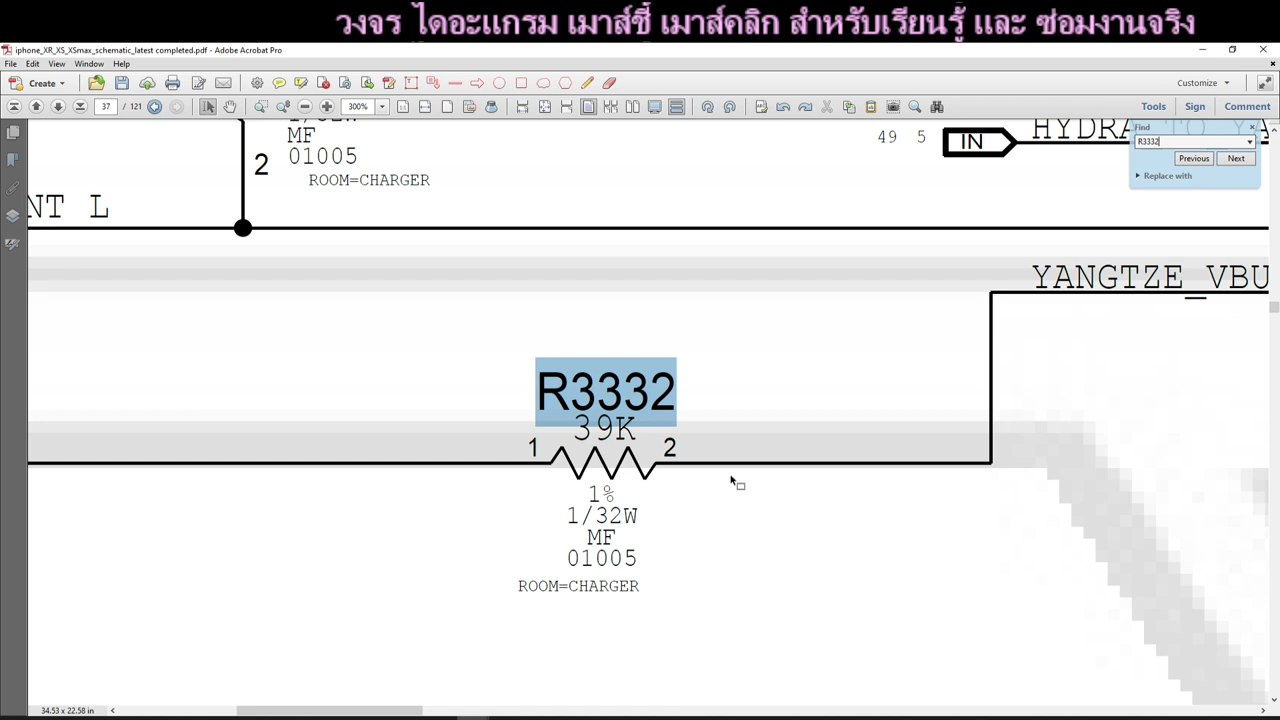 วงจร ไดอะแกรม เมาส์ชี้ เมาส์คลิก สำหรับเรียนรู้ และ ซ่อมงานจริง
iphone_XR_XS_XSmax_schematic_latest completed.pdf - Adobe Acrobat Pro
File Edit View Window Help
Create Customize
37 / 121 300% Tools Sign Comment
Find
R3332
Previous Next
Replace with
MF
01005
2
ROOM=CHARGER
49 5 IN
NT L
YANGTZE_VBU
R3332
39K
1 2
1%
1/32W
MF
01005
ROOM=CHARGER
34.53 x 22.58 in